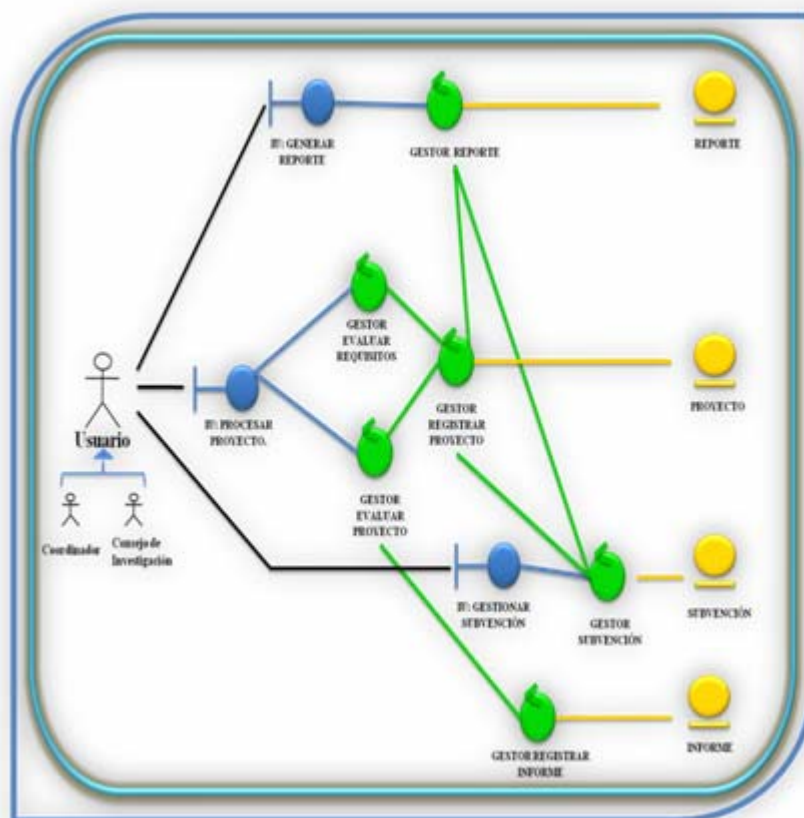 IU: GENERAR
REPORTE
GESTOR REPORTE
REPORTE
GESTOR
EVALUAR
REQUISITOS
Usuario
IU: PROCESAR
PROYECTO.
GESTOR
REGISTRAR
PROYECTO
PROYECTO
GESTOR
EVALUAR
PROYECTO
Coordinador
Consejo de
Investigación
IU: GESTIONAR
SUBVENCIÓN
GESTOR
SUBVENCIÓN
SUBVENCIÓN
GESTOR REGISTRAR
INFORME
INFORME